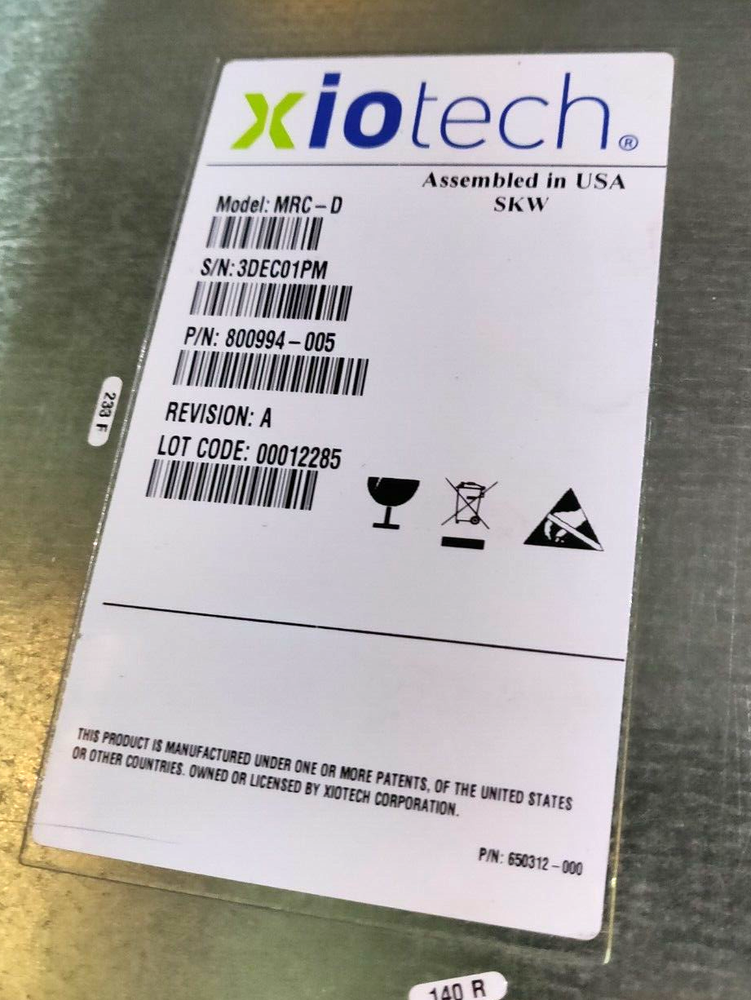 xiotech®
Assembled in USA
SKW
Model: MRC-D
S/N: 3DEC01PM
P/N: 800994-005
REVISION: A
LOT CODE: 00012285
233 F
THIS PRODUCT IS MANUFACTURED UNDER ONE OR MORE PATENTS, OF THE UNITED STATES
OR OTHER COUNTRIES. OWNED OR LICENSED BY XIOTECH CORPORATION.
P/N: 650312-000
140 R